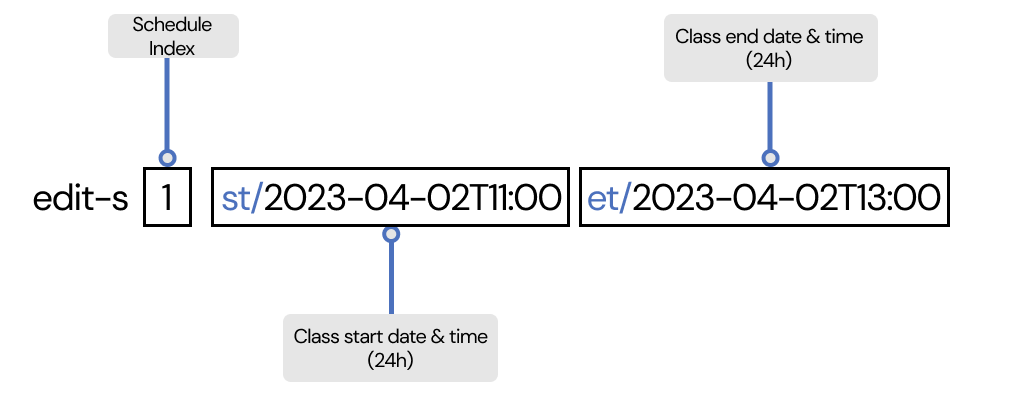 Schedule
Index
Class end date & time
(24h)
edit-s 1 st/2023-04-02T11:00 et/2023-04-02T13:00
Class start date & time
(24h)